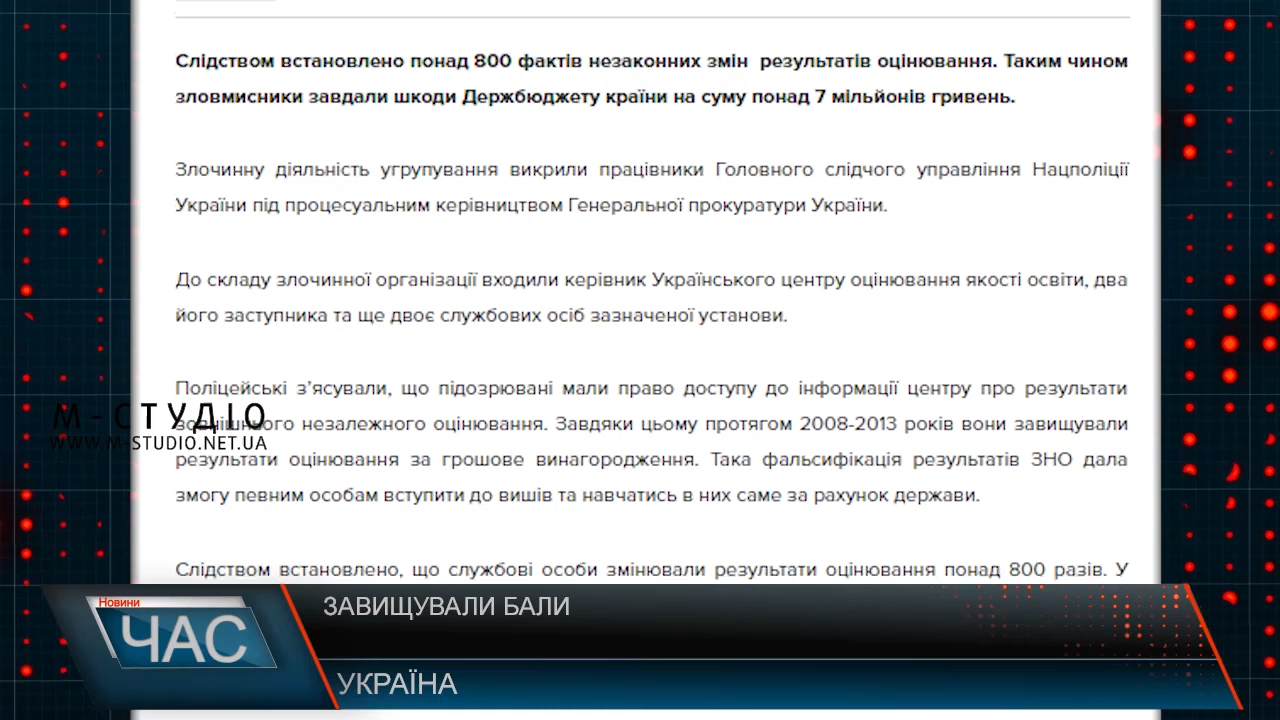 Слідством встановлено понад 800 фактів незаконних змін результатів оцінювання. Таким чином
зловмисники завдали шкоди Держбюджету країни на суму понад 7 мільйонів гривень.
Злочинну діяльність угрупування викрили працівники Головного слідчого управління Нацполіції
України під процесуальним керівництвом Генеральної прокуратури України.
До складу злочинної організації входили керівник Українського центру оцінювання якості освіти, два
його заступника та ще двоє службових осіб зазначеної установи.
Поліцейські з’ясували, що підозрювані мали право доступу до інформації центру про результати
зовнішнього незалежного оцінювання. Завдяки цьому протягом 2008-2013 років вони завищували
результати оцінювання за грошове винагородження. Така фальсифікація результатів ЗНО дала
змогу певним особам вступити до вишів та навчатись в них саме за рахунок держави.
Слідством встановлено, що службові особи змінювали результати оцінювання понад 800 разів. У
М-СТУДІО
WWW.M-STUDIO.NET.UA
Новини
ЧАС
ЗАВИЩУВАЛИ БАЛИ
УКРАЇНА